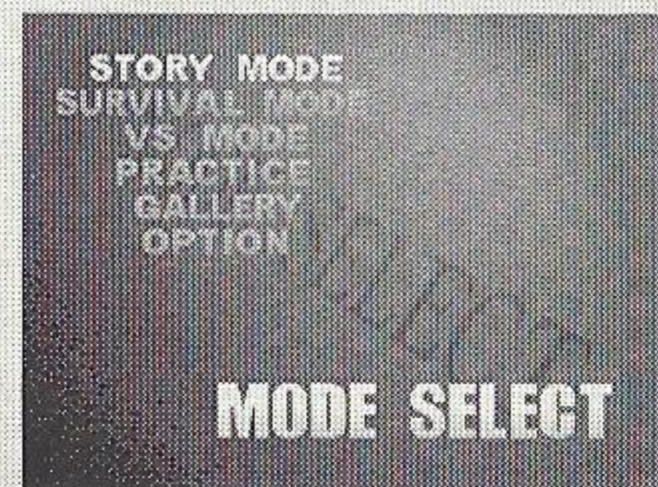 STORY MODE
SURVIVAL MODE
VS MODE
PRACTICE
GALLERY
OPTION
MODE SELECT